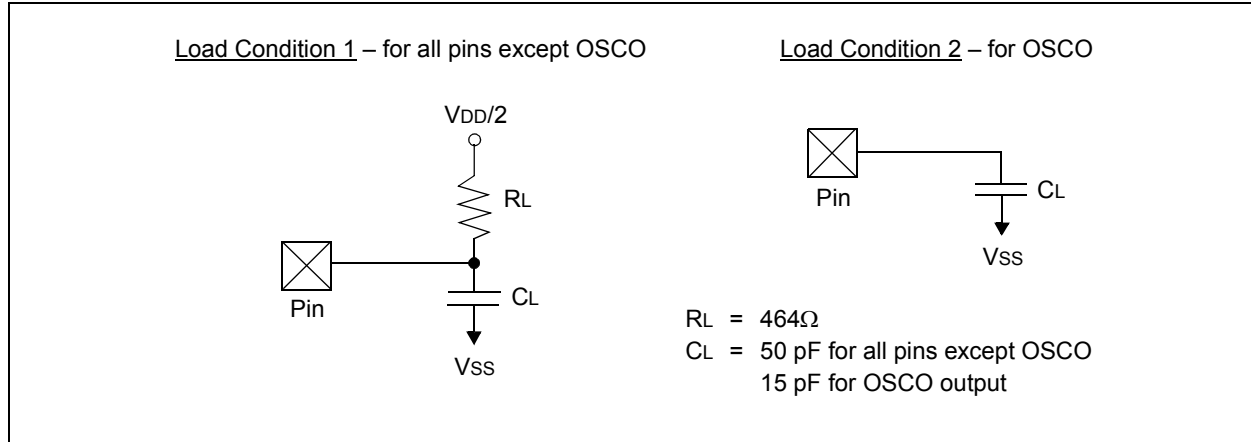 Load Condition 1 – for all pins except OSCO
VDD/2
RL
Pin
CL
VSS
Load Condition 2 – for OSCO
Pin
CL
VSS
RL = 464Ω
CL = 50 pF for all pins except OSCO
15 pF for OSCO output